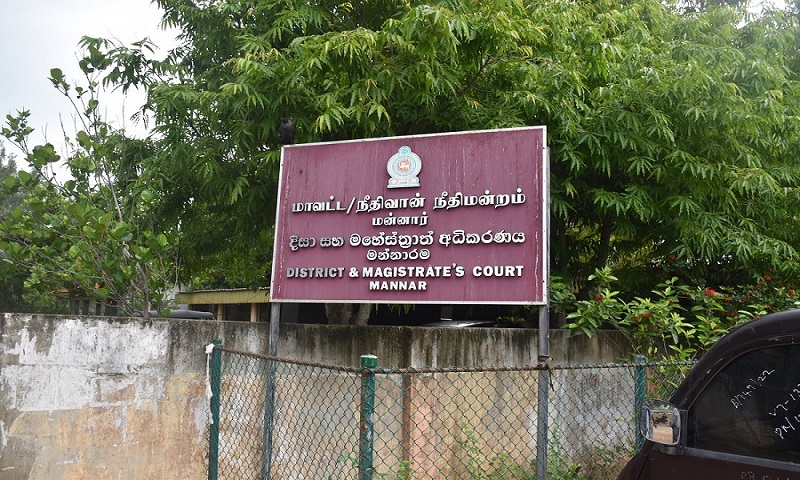 மாவட்ட/நீதிவான் நீதிமன்றம்
மன்னார்
දිසා සහ මහේස්ත්‍රාත් අධිකරණය
මන්නාරම
DISTRICT & MAGISTRATE'S COURT
MANNAR